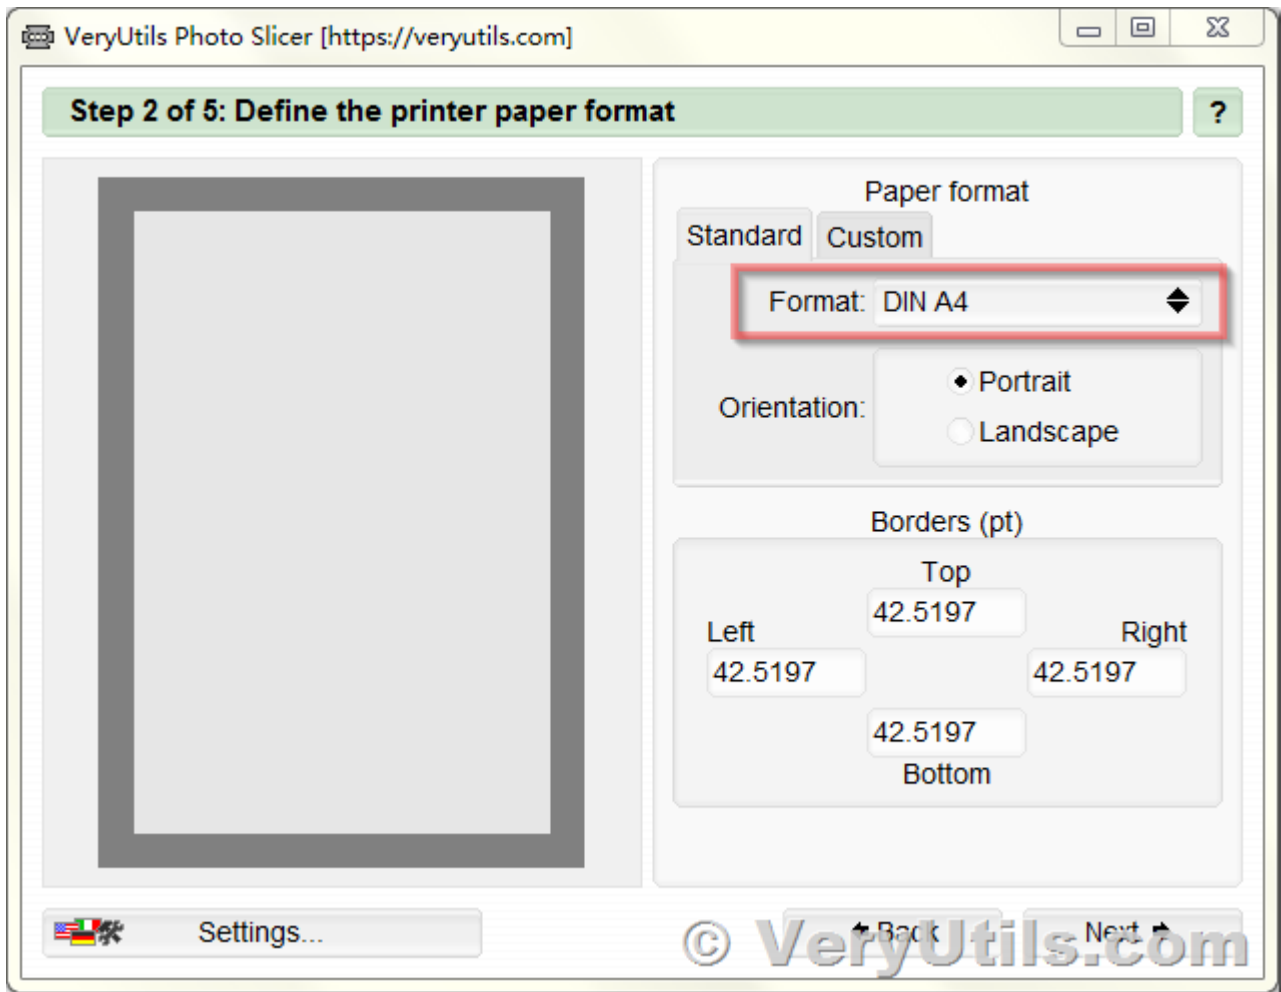 VeryUtils Photo Slicer [https://veryutils.com]
Step 2 of 5: Define the printer paper format
?
Paper format
Standard Custom
Format: DIN A4
Orientation:
Portrait
Landscape
Borders (pt)
Top
42.5197
Left Right
42.5197 42.5197
42.5197
Bottom
Settings...
Back Next
© VeryUtils.com